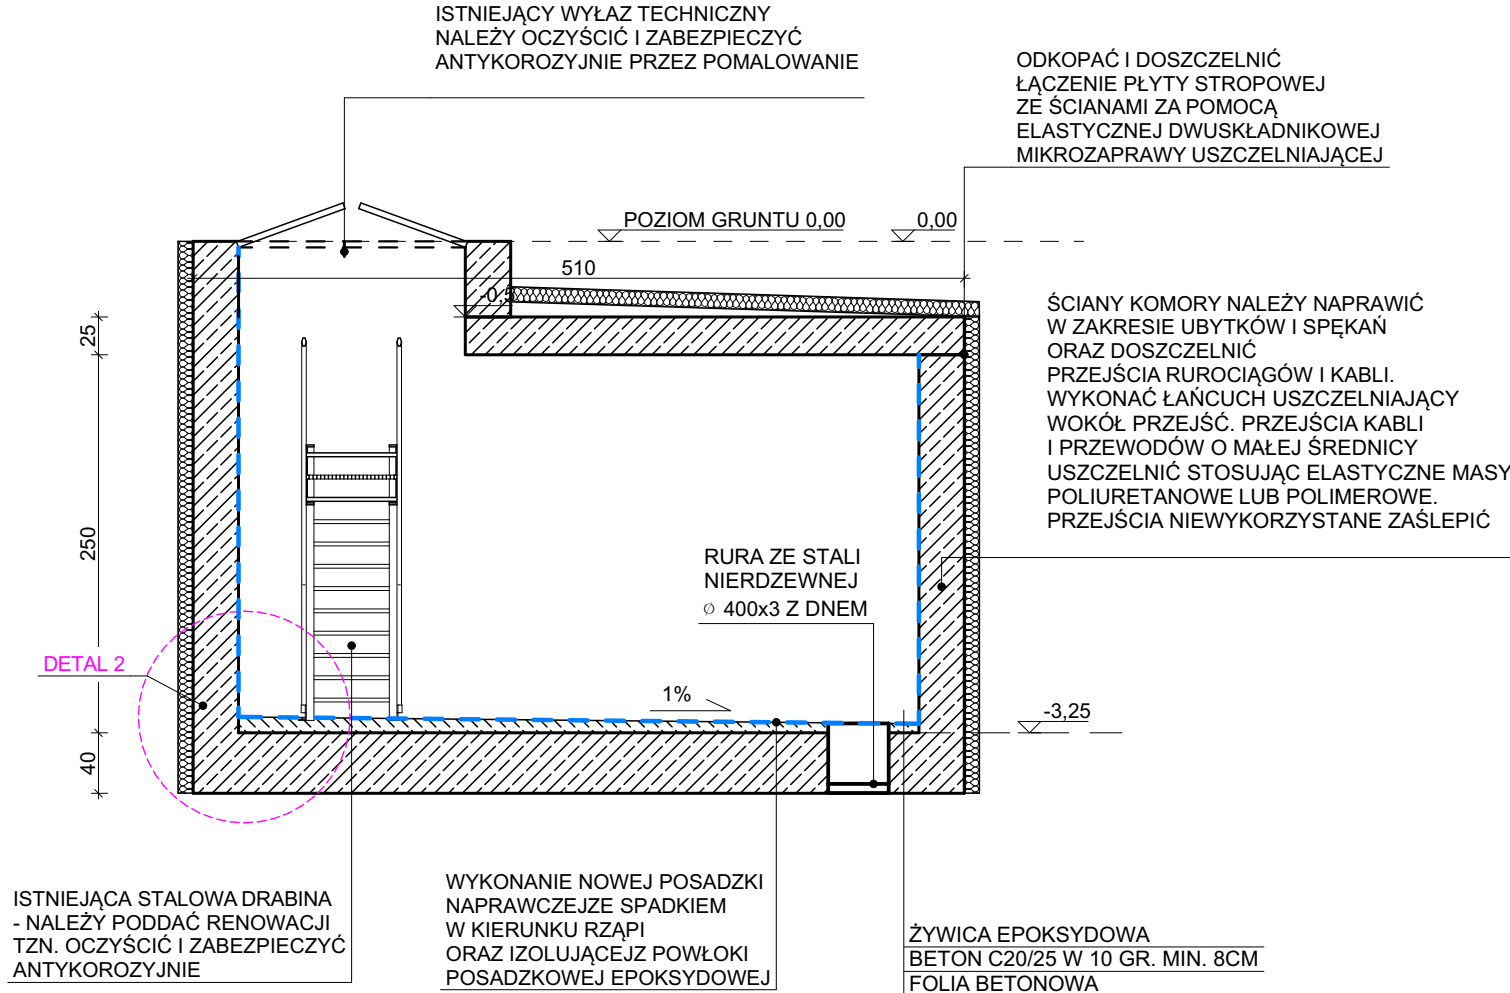 ISTNIEJĄCY WYŁAZ TECHNICZNY
NALEŻY OCZYŚCIĆ I ZABEZPIECZYĆ
ANTYKOROZYJNIE PRZEZ POMALOWANIE
ODKOPAĆ I DOSZCZELNIĆ
ŁĄCZENIE PŁYTY STROPOWEJ
ZE ŚCIANAMI ZA POMOCĄ
ELASTYCZNEJ DWUSKŁADNIKOWEJ
MIKROZAPRAWY USZCZELNIAJĄCEJ
POZIOM GRUNTU 0,00
0,00
510
-0,5
25
250
40
ŚCIANY KOMORY NALEŻY NAPRAWIĆ
W ZAKRESIE UBYTKÓW I SPĘKAŃ
ORAZ DOSZCZELNIĆ
PRZEJŚCIA RUROCIĄGÓW I KABLI.
WYKONAĆ ŁAŃCUCH USZCZELNIAJĄCY
WOKÓŁ PRZEJŚĆ. PRZEJŚCIA KABLI
I PRZEWODÓW O MAŁEJ ŚREDNICY
USZCZELNIĆ STOSUJĄC ELASTYCZNE MASY
POLIURETANOWE LUB POLIMEROWE.
PRZEJŚCIA NIEWYKORZYSTANE ZAŚLEPIĆ
RURA ZE STALI
NIERDZEWNEJ
∅ 400x3 Z DNEM
DETAL 2
1%
-3,25
ISTNIEJĄCA STALOWA DRABINA
- NALEŻY PODDAĆ RENOWACJI
TZN. OCZYŚCIĆ I ZABEZPIECZYĆ
ANTYKOROZYJNIE
WYKONANIE NOWEJ POSADZKI
NAPRAWCZEJZE SPADKIEM
W KIERUNKU RZĄPI
ORAZ IZOLUJĄCEJZ POWŁOKI
POSADZKOWEJ EPOKSYDOWEJ
ŻYWICA EPOKSYDOWA
BETON C20/25 W 10 GR. MIN. 8CM
FOLIA BETONOWA